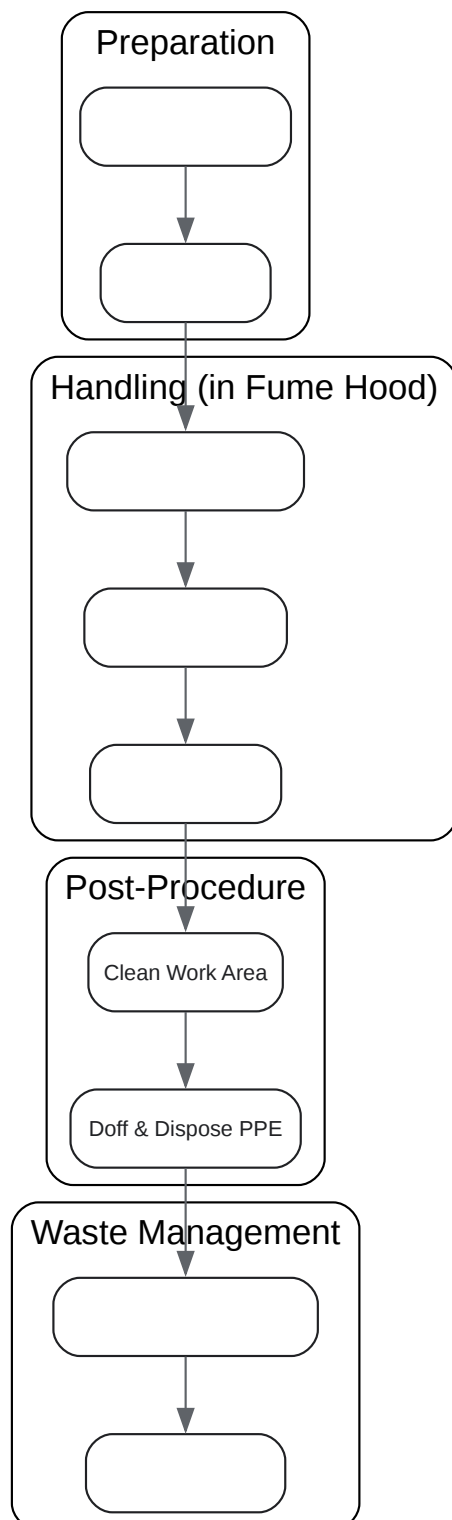 Preparation
Handling (in Fume Hood)
Post-Procedure
Clean Work Area
Doff & Dispose PPE
Waste Management